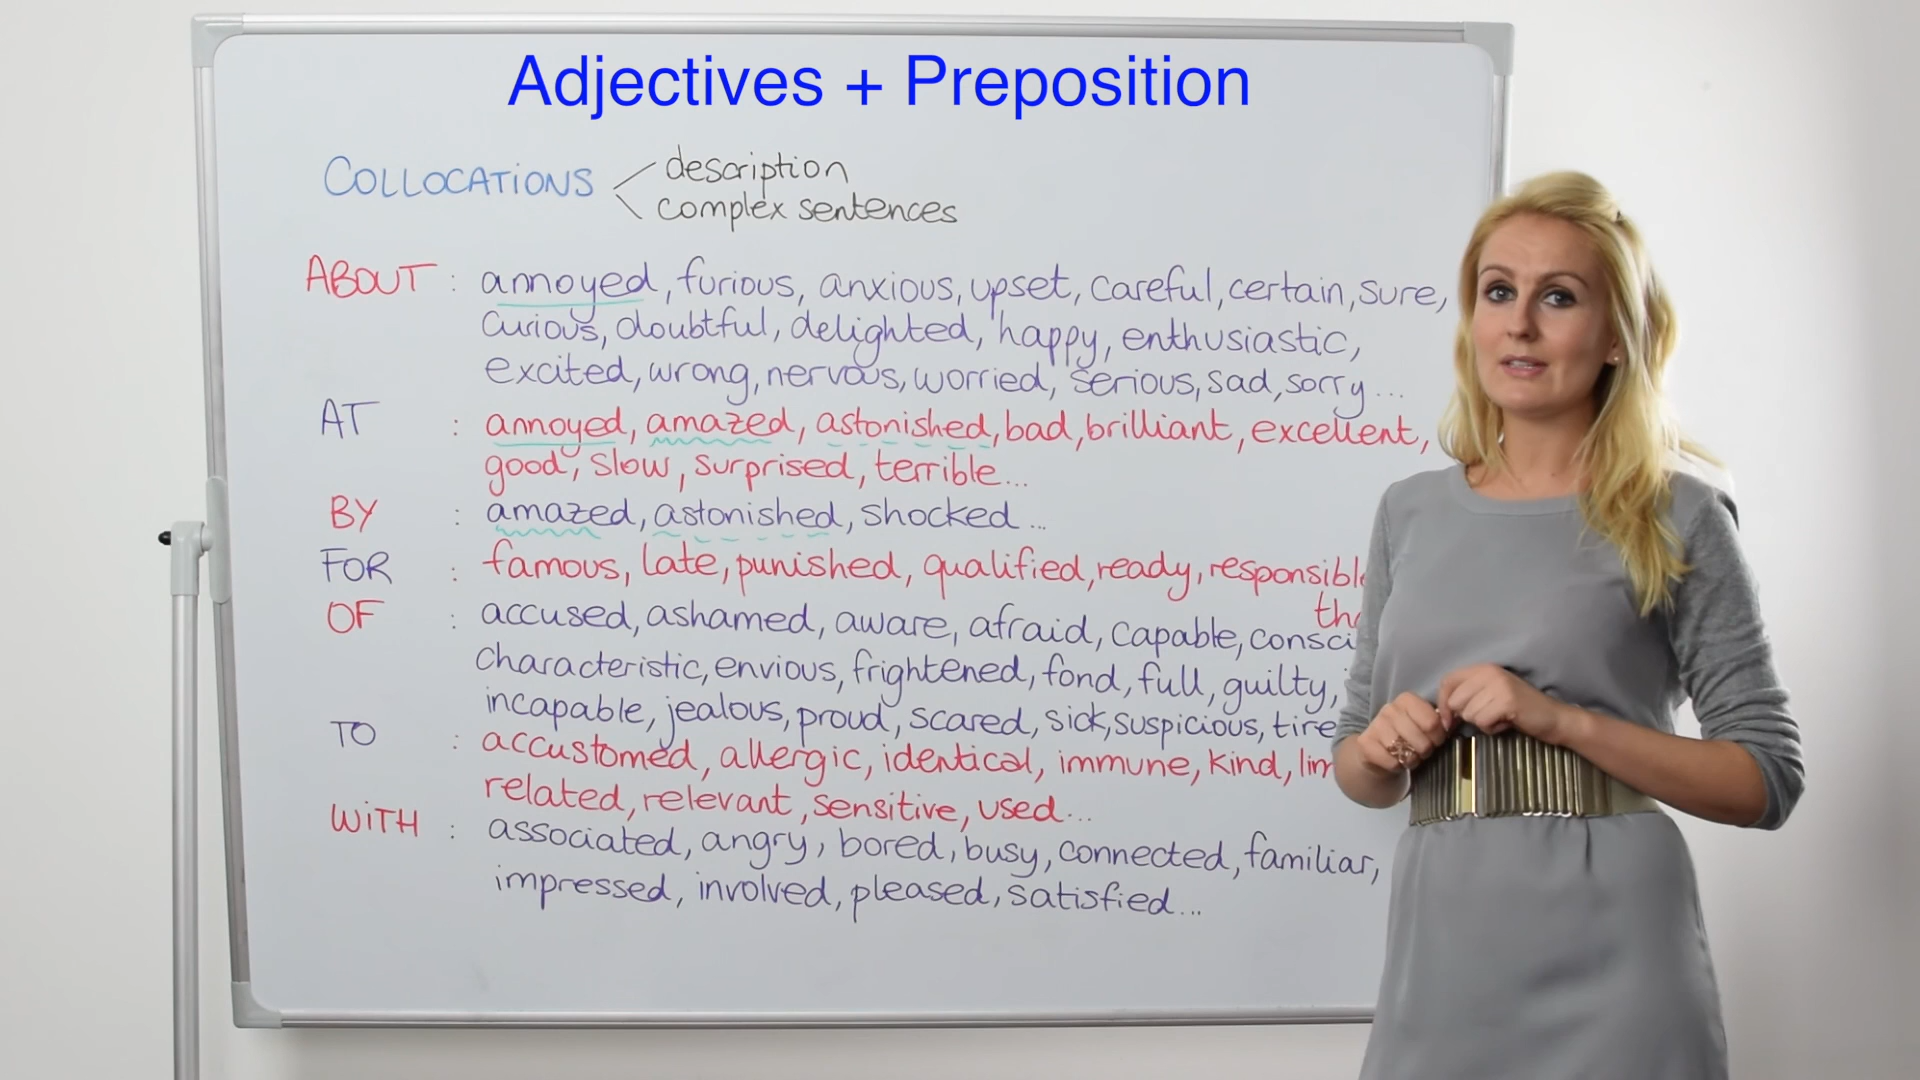 Adjectives + Preposition
COLLOCATIONS
description
complex sentences
ABOUT : annoyed, furious, anxious, upset, careful, certain, sure,
curious, doubtful, delighted, happy, enthusiastic,
excited, wrong, nervous, worried, serious, sad, sorry...
AT : annoyed, amazed, astonished, bad, brilliant, excellent,
good, slow, surprised, terrible...
BY : amazed, astonished, shocked...
FOR : famous, late, punished, qualified, ready,
OF : accused, ashamed, aware, afraid, capable,
characteristic, envious, frightened, fond, full, guilty,
incapable, jealous, proud, scared, sick, suspicious,
TO : accustomed, allergic, identical, immune, kind,
related, relevant, sensitive, used...
WITH : associated, angry, bored, busy, connected, familiar,
impressed, involved, pleased, satisfied...